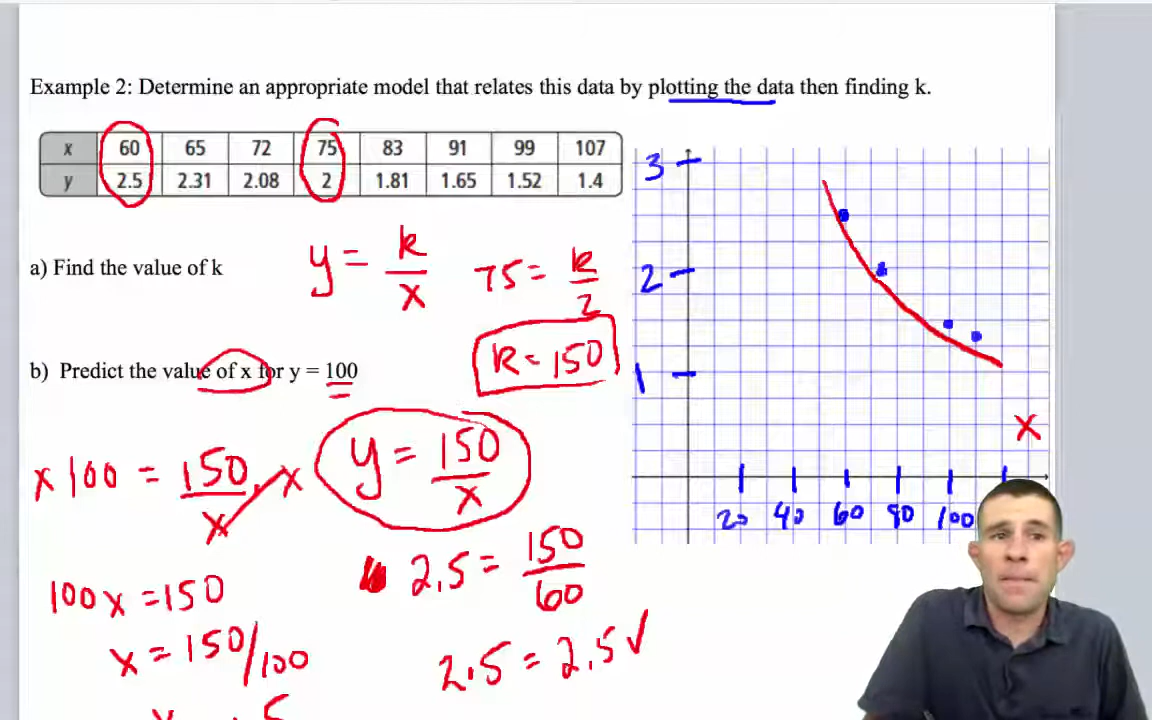 Example 2: Determine an appropriate model that relates this data by plotting the data then finding k.
x 60 65 72 75 83 91 99 107
y 2.5 2.31 2.08 2 1.81 1.65 1.52 1.4
a) Find the value of k
y = k/x
75 = k/2
k = 150
b) Predict the value of x for y = 100
x 100 = 150/x · x
y = 150/x
100x = 150
x = 150/100
2.5 = 150/60
2.5 = 2.5 ✓
3
2
1
x
20 40 60 80 100